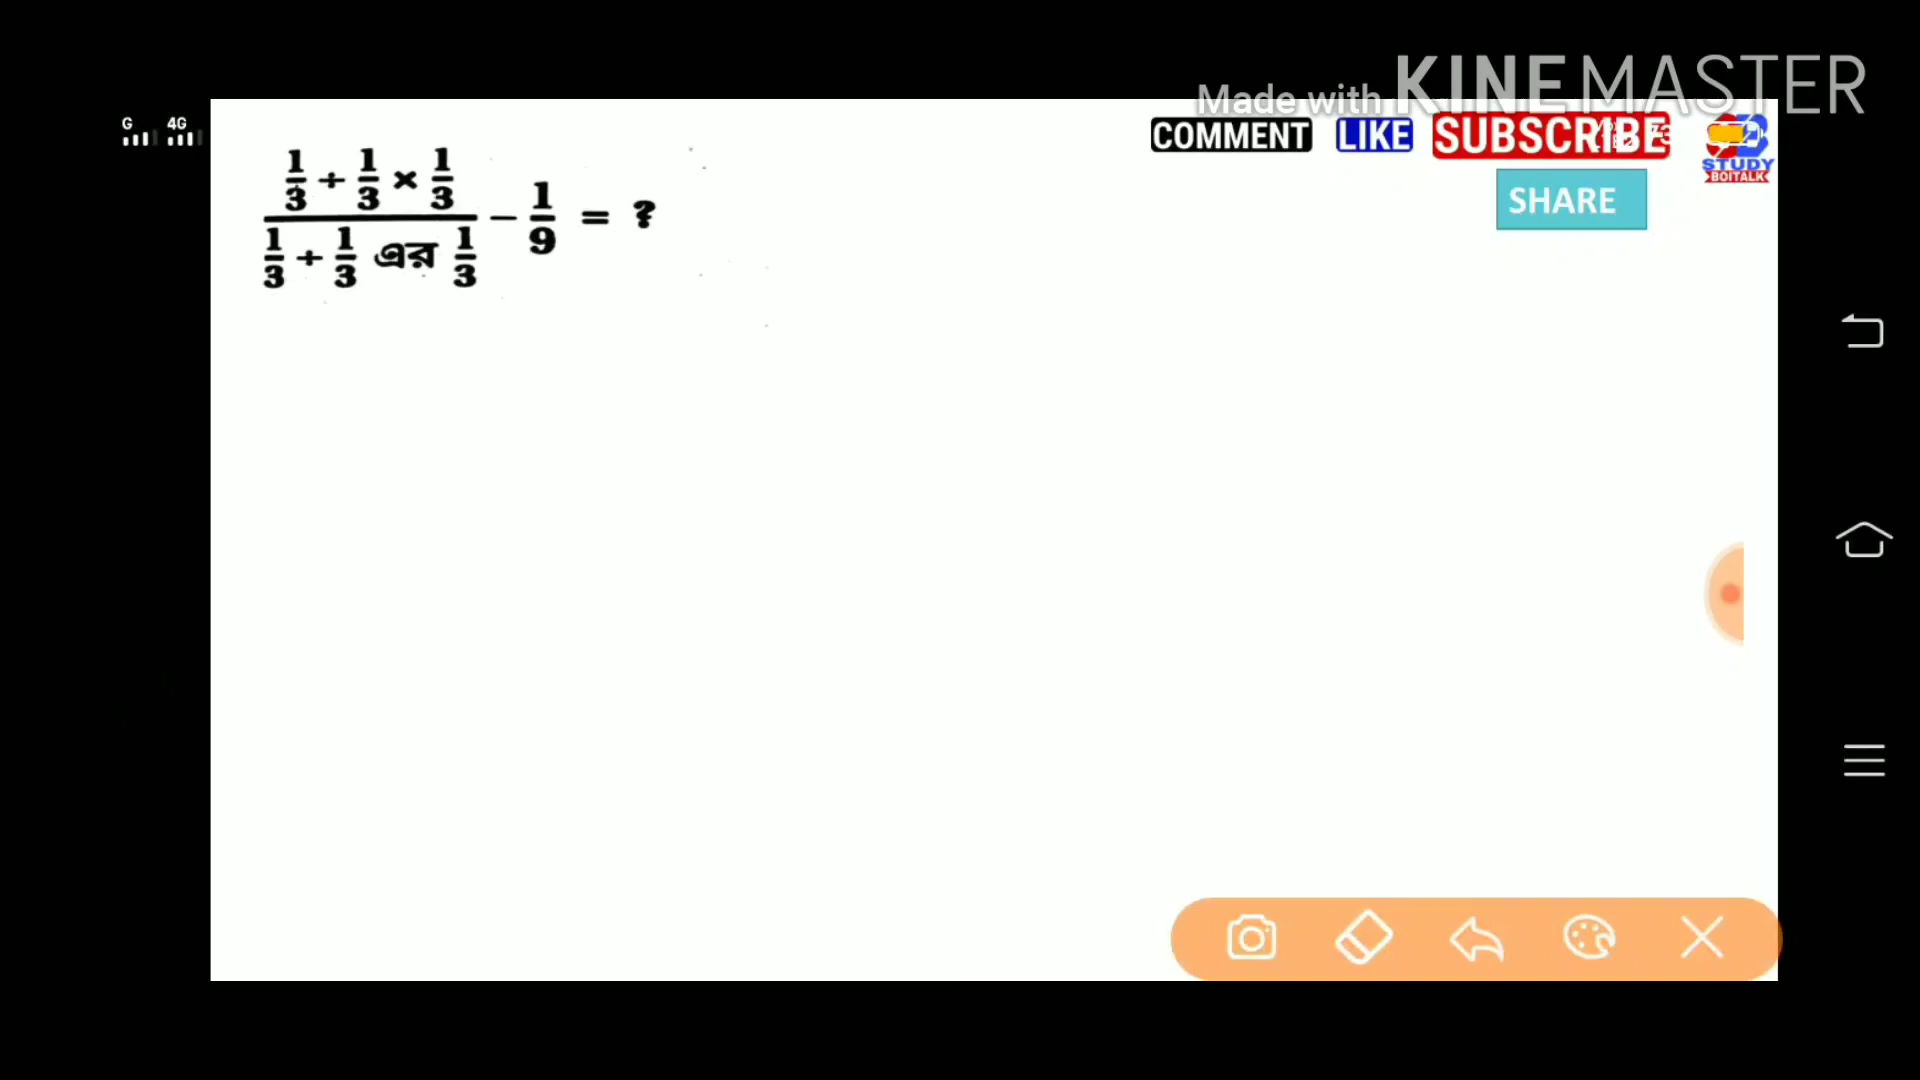 Made with KINEMASTER
G 4G
COMMENT LIKE SUBSCRIBE
STUDY
BOITALK
SHARE
1/3 ÷ 1/3 × 1/3
1/3 ÷ 1/3 এর 1/3 − 1/9 = ?